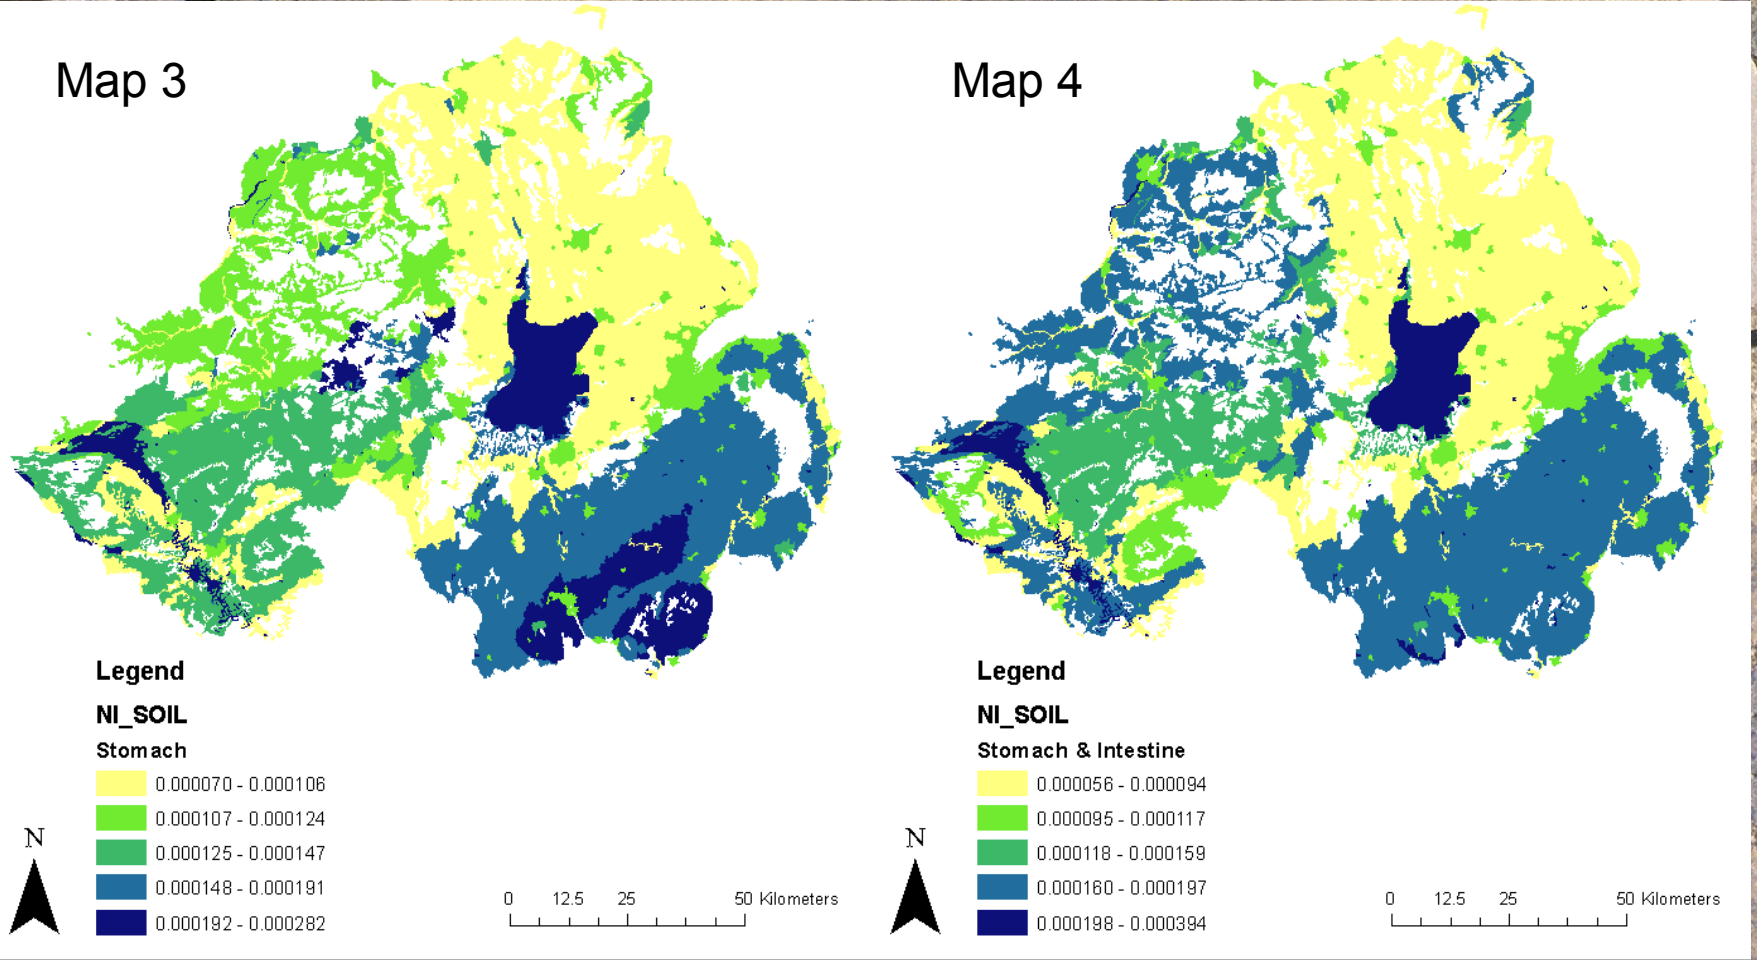 Map 3
Legend
NI_SOIL
Stomach
0.000070 - 0.000106
0.000107 - 0.000124
0.000125 - 0.000147
0.000148 - 0.000191
0.000192 - 0.000282
N
0 12.5 25 50 Kilometers
Map 4
Legend
NI_SOIL
Stomach & Intestine
0.000056 - 0.000094
0.000095 - 0.000117
0.000118 - 0.000159
0.000160 - 0.000197
0.000198 - 0.000394
N
0 12.5 25 50 Kilometers